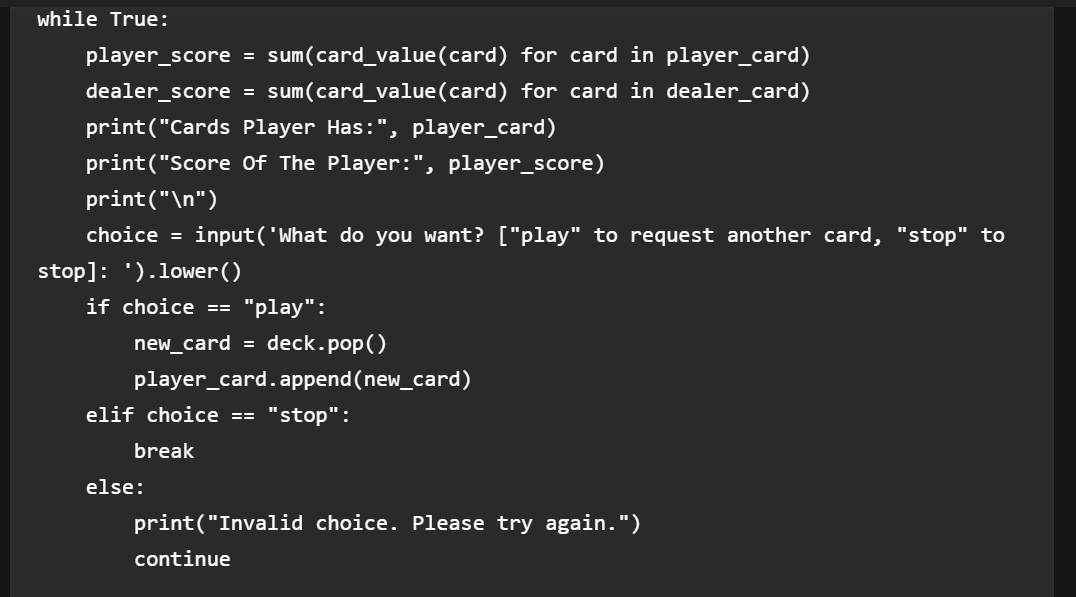 while True:
    player_score = sum(card_value(card) for card in player_card)
    dealer_score = sum(card_value(card) for card in dealer_card)
    print("Cards Player Has:", player_card)
    print("Score Of The Player:", player_score)
    print("\n")
    choice = input('What do you want? ["play" to request another card, "stop" to
stop]: ').lower()
    if choice == "play":
        new_card = deck.pop()
        player_card.append(new_card)
    elif choice == "stop":
        break
    else:
        print("Invalid choice. Please try again.")
        continue